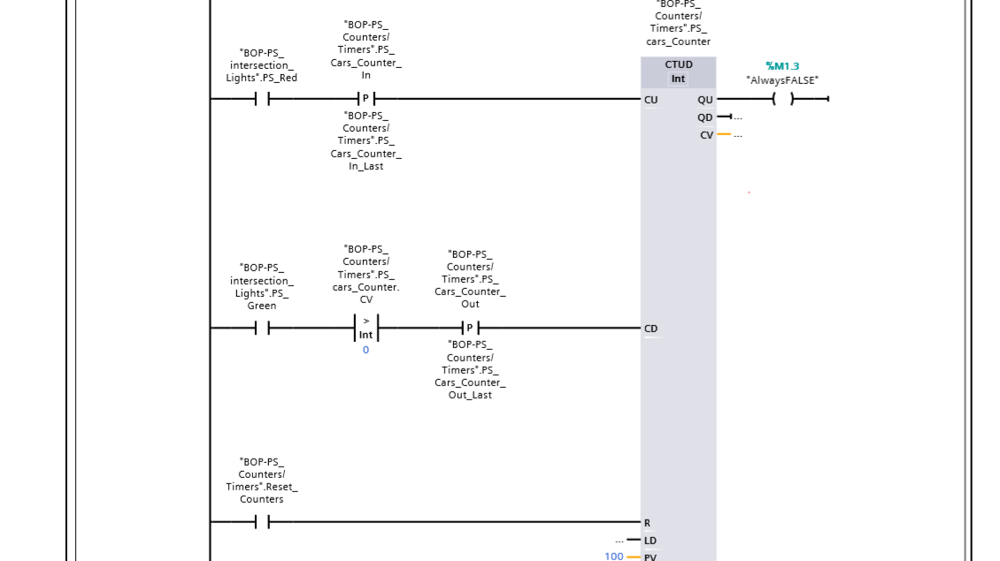 "BOP-PS_
Counters/
Timers".PS_
cars_Counter
"BOP-PS_
Counters/
Timers".PS_
Cars_Counter_
In
"BOP-PS_
intersection_
Lights".PS_Red
P
"BOP-PS_
Counters/
Timers".PS_
Cars_Counter_
In_Last
CTUD
Int
CU
QU
QD
...
CV
...
%M1.3
"AlwaysFALSE"
"BOP-PS_
intersection_
Lights".PS_
Green
"BOP-PS_
Counters/
Timers".PS_
cars_Counter.
CV
>
Int
0
"BOP-PS_
Counters/
Timers".PS_
Cars_Counter_
Out
P
"BOP-PS_
Counters/
Timers".PS_
Cars_Counter_
Out_Last
CD
"BOP-PS_
Counters/
Timers".Reset_
Counters
R
... LD
100 PV